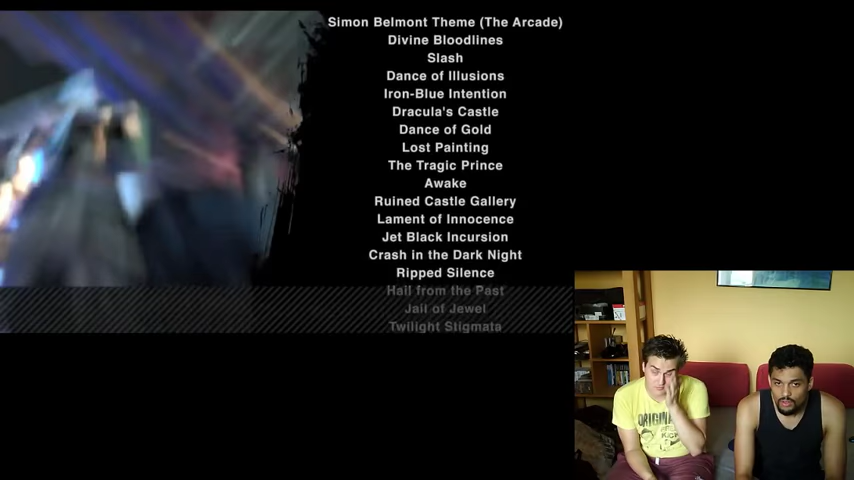 Simon Belmont Theme (The Arcade)
Divine Bloodlines
Slash
Dance of Illusions
Iron-Blue Intention
Dracula's Castle
Dance of Gold
Lost Painting
The Tragic Prince
Awake
Ruined Castle Gallery
Lament of Innocence
Jet Black Incursion
Crash in the Dark Night
Ripped Silence
Hail from the Past
Jail of Jewel
Twilight Stigmata
ORIGINAL